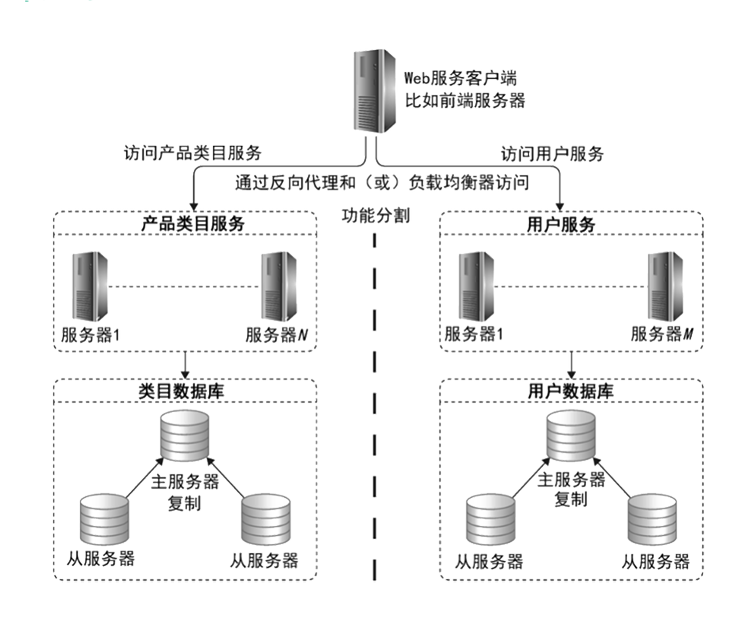 Web服务客户端
比如前端服务器
访问产品类目服务
访问用户服务
通过反向代理和（或）负载均衡器访问
功能分割
产品类目服务
服务器1
服务器N
用户服务
服务器1
服务器M
类目数据库
主服务器
复制
从服务器
从服务器
用户数据库
主服务器
复制
从服务器
从服务器